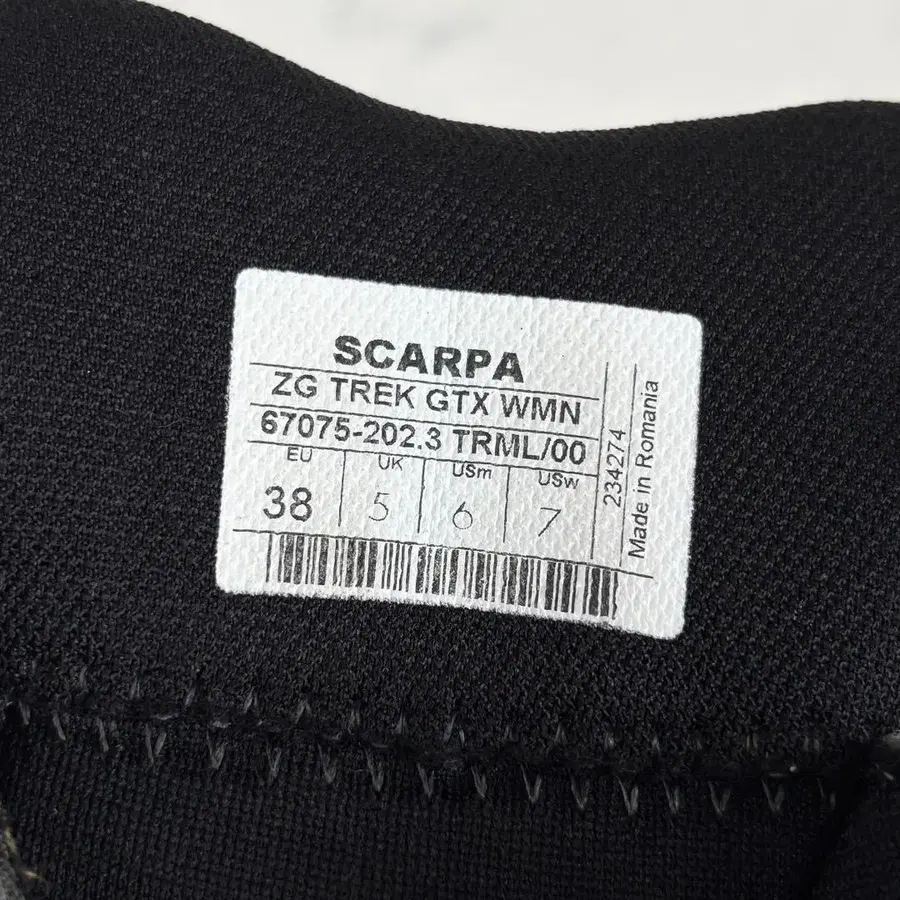 SCARPA
ZG TREK GTX WMN
67075-202.3 TRML/00
EU UK USm USw
38 5 6 7
234274
Made in Romania